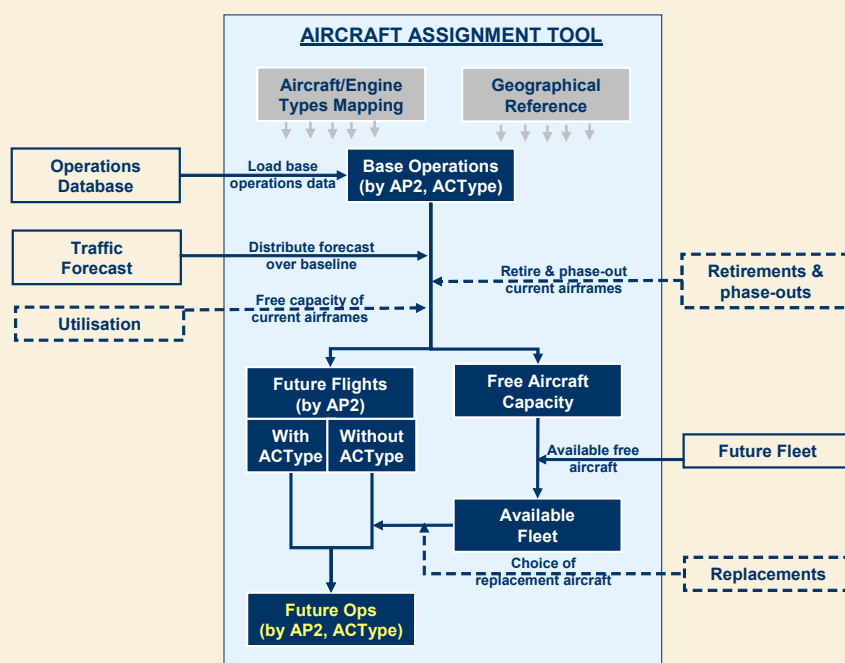 AIRCRAFT ASSIGNMENT TOOL
Aircraft/Engine
Types Mapping
Geographical
Reference
Operations
Database
Load base
operations data
Base Operations
(by AP2, ACType)
Traffic
Forecast
Distribute forecast
over baseline
Retire & phase-out
current airframes
Retirements &
phase-outs
Utilisation
Free capacity of
current airframes
Future Flights
(by AP2)
With
ACType
Without
ACType
Free Aircraft
Capacity
Available free
aircraft
Future Fleet
Available
Fleet
Choice of
replacement aircraft
Replacements
Future Ops
(by AP2, ACType)